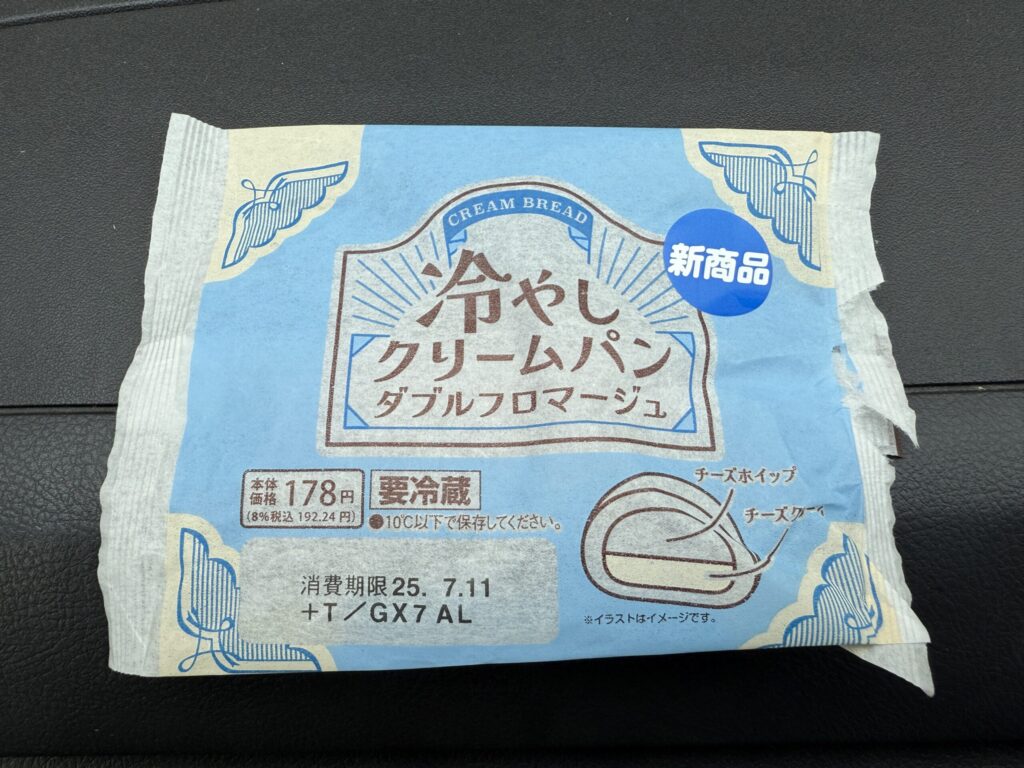 CREAM BREAD
冷やし
クリームパン
ダブルフロマージュ
新商品
本体
価格 178円
(8%税込 192.24円)
要冷蔵
●10℃以下で保存してください。
チーズホイップ
消費期限25. 7.11
+T/GX7 AL
※イラストはイメージです。